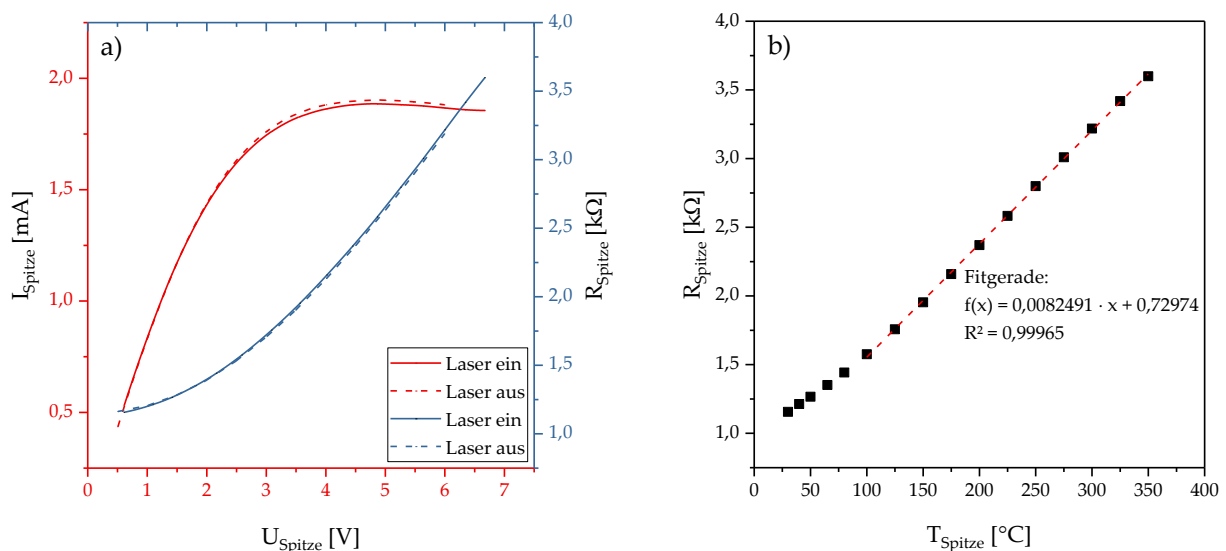 a)
I_Spitze [mA]
2,0
1,5
1,0
0,5
0
1
2
3
4
5
6
7
U_Spitze [V]
4,0
3,5
3,0
2,5
2,0
1,5
1,0
R_Spitze [kΩ]
Laser ein
Laser aus
Laser ein
Laser aus
b)
R_Spitze [kΩ]
4,0
3,5
3,0
2,5
2,0
1,5
1,0
Fitgerade:
f(x) = 0,0082491 · x + 0,72974
R² = 0,99965
0
50
100
150
200
250
300
350
400
T_Spitze [°C]